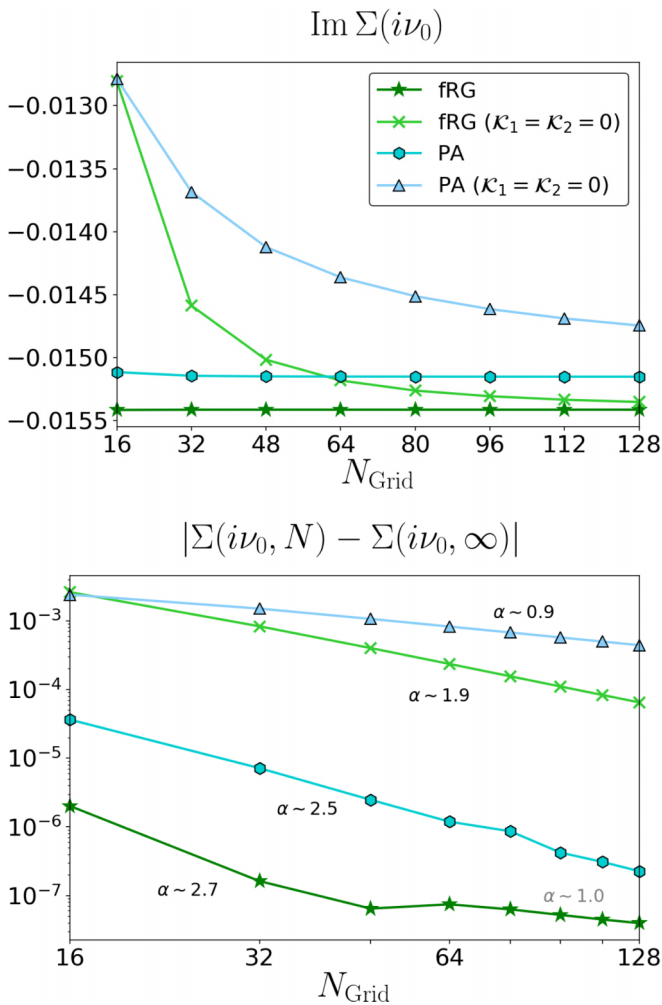 Im Σ(iν₀)
−0.0130
−0.0135
−0.0140
−0.0145
−0.0150
−0.0155
fRG
fRG (𝒦₁ = 𝒦₂ = 0)
PA
PA (𝒦₁ = 𝒦₂ = 0)
16 32 48 64 80 96 112 128
N_Grid
|Σ(iν₀, N) − Σ(iν₀, ∞)|
10⁻³
10⁻⁴
10⁻⁵
10⁻⁶
10⁻⁷
α ~ 0.9
α ~ 1.9
α ~ 2.5
α ~ 2.7
α ~ 1.0
16 32 64 128
N_Grid